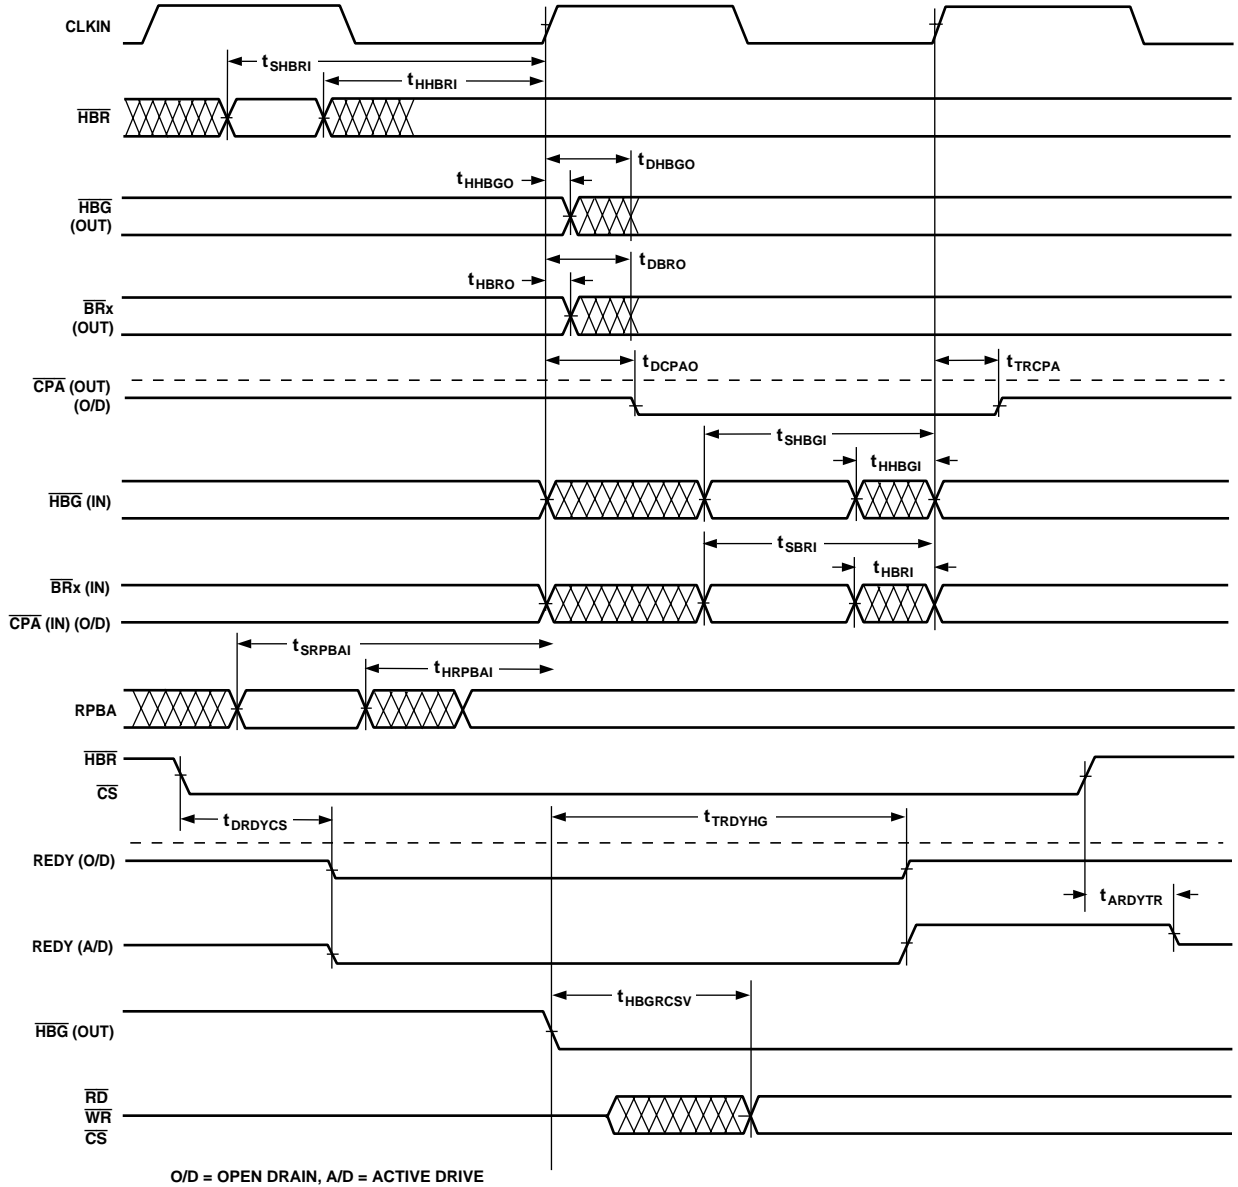 CLKIN
tSHBRI
tHHBRI
HBR
tDHBGO
tHHBGO
HBG
(OUT)
tDBRO
tHBRO
BRx
(OUT)
tDCPAO
tTRCPA
CPA (OUT)
(O/D)
tSHBGI
tHHBGI
HBG (IN)
tSBRI
tHBRI
BRx (IN)
CPA (IN) (O/D)
tSRPBAI
tHRPBAI
RPBA
HBR
CS
tDRDYCS
tTRDYHG
REDY (O/D)
tARDYTR
REDY (A/D)
tHBGRCSV
HBG (OUT)
RD
WR
CS
O/D = OPEN DRAIN, A/D = ACTIVE DRIVE